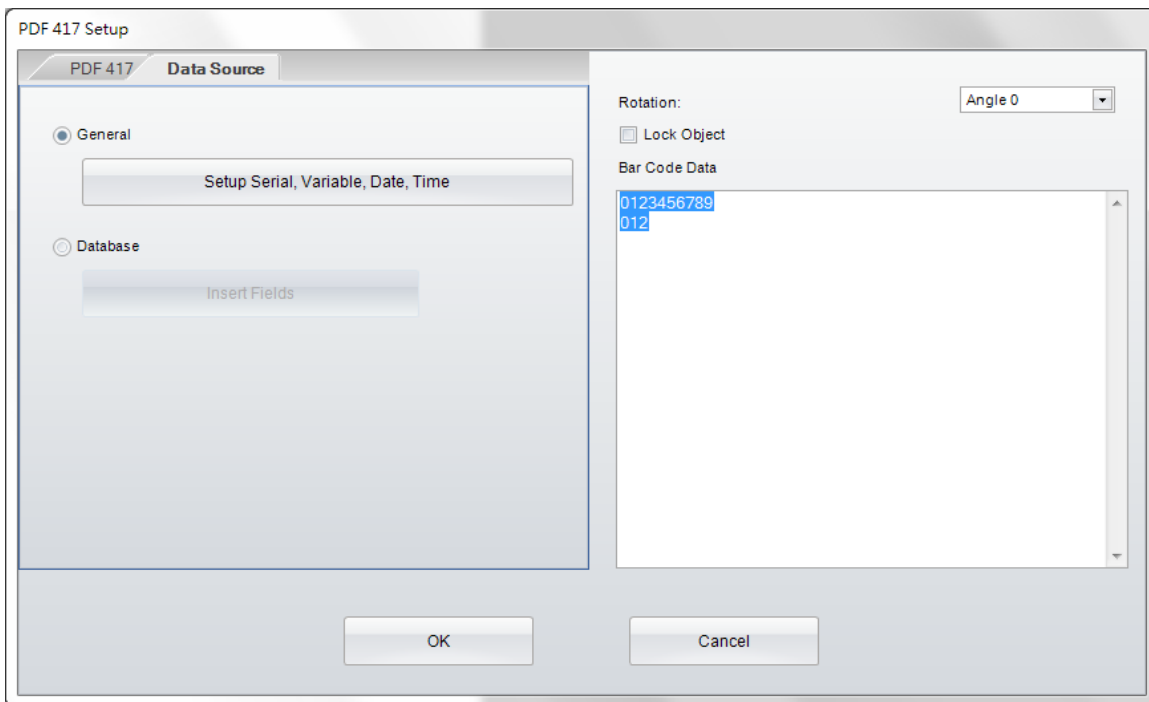 PDF 417 Setup
PDF 417
Data Source
General
Setup Serial, Variable, Date, Time
Database
Insert Fields
Rotation:
Angle 0
Lock Object
Bar Code Data
0123456789
012
OK
Cancel